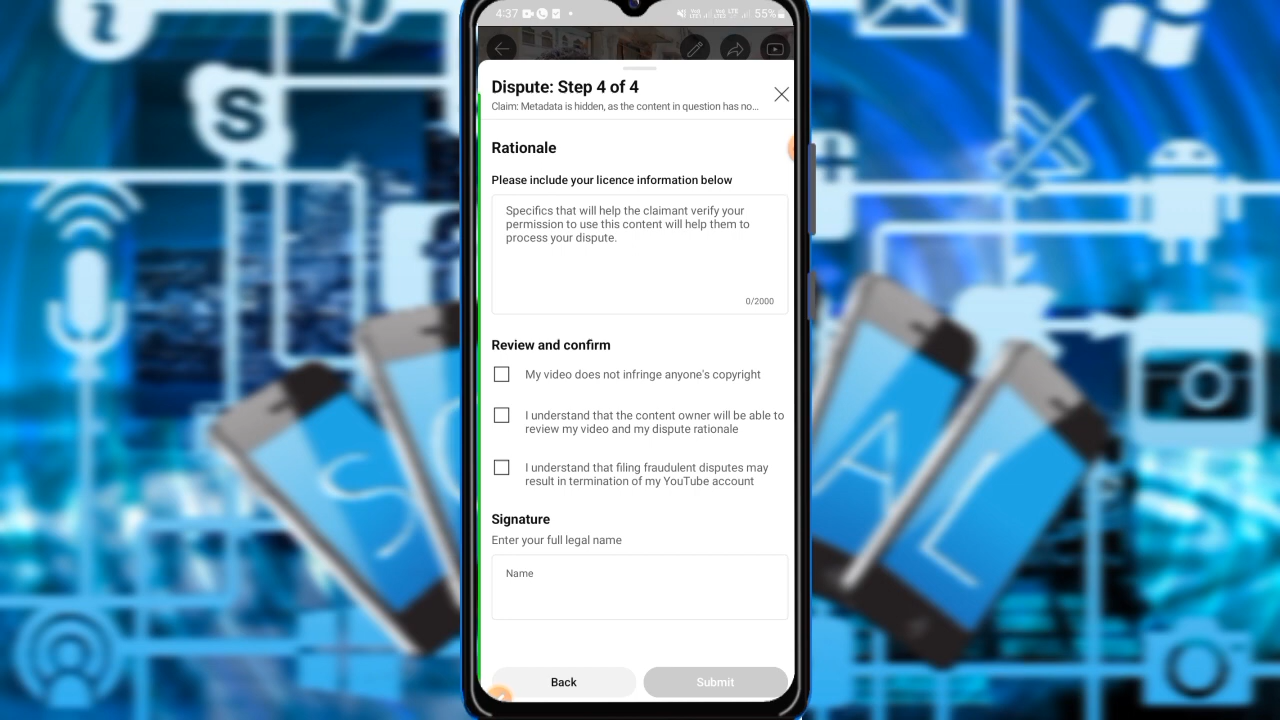 4:37
55%
Dispute: Step 4 of 4
Claim: Metadata is hidden, as the content in question has no...
Rationale
Please include your licence information below
Specifics that will help the claimant verify your
permission to use this content will help them to
process your dispute.
0/2000
Review and confirm
My video does not infringe anyone's copyright
I understand that the content owner will be able to
review my video and my dispute rationale
I understand that filing fraudulent disputes may
result in termination of my YouTube account
Signature
Enter your full legal name
Name
Back
Submit
S
A
L